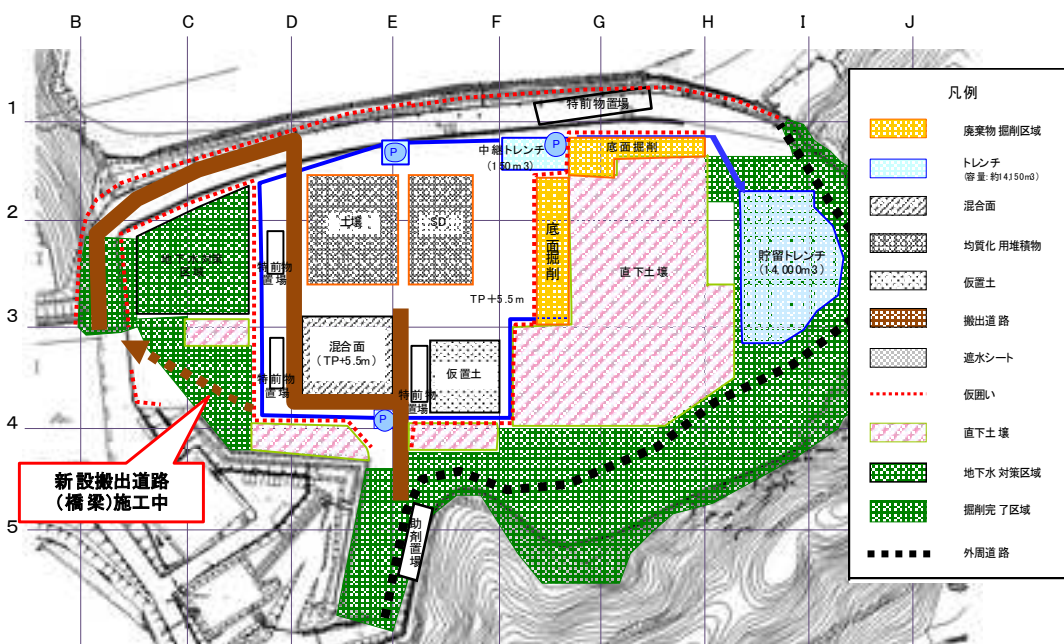 B C D E F G H I J
1
2
3
4
5
特前物置場
中継トレンチ
(150m3)
底面掘削
P
P
P
土壌
SD
底面掘削
直下土壌
貯留トレンチ
(14,000m3)
特前物
置場
TP+5.5m
混合面
(TP+5.5m)
仮置土
特前物
置場
特前物
置場
新設搬出道路
(橋梁)施工中
助剤置場
凡例
廃棄物掘削区域
トレンチ
(容量:約14,150m3)
混合面
均質化用堆積物
仮置土
搬出道路
遮水シート
仮囲い
直下土壌
地下水対策区域
掘削完了区域
外周道路